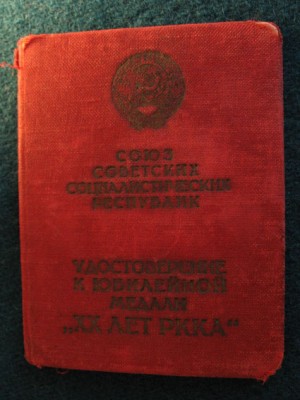 СОЮЗ
СОВЕТСКИХ
СОЦИАЛИСТИЧЕСКИХ
РЕСПУБЛИК
УДОСТОВЕРЕНИЕ
К ЮБИЛЕЙНОЙ
МЕДАЛИ
„XX ЛЕТ РККА“